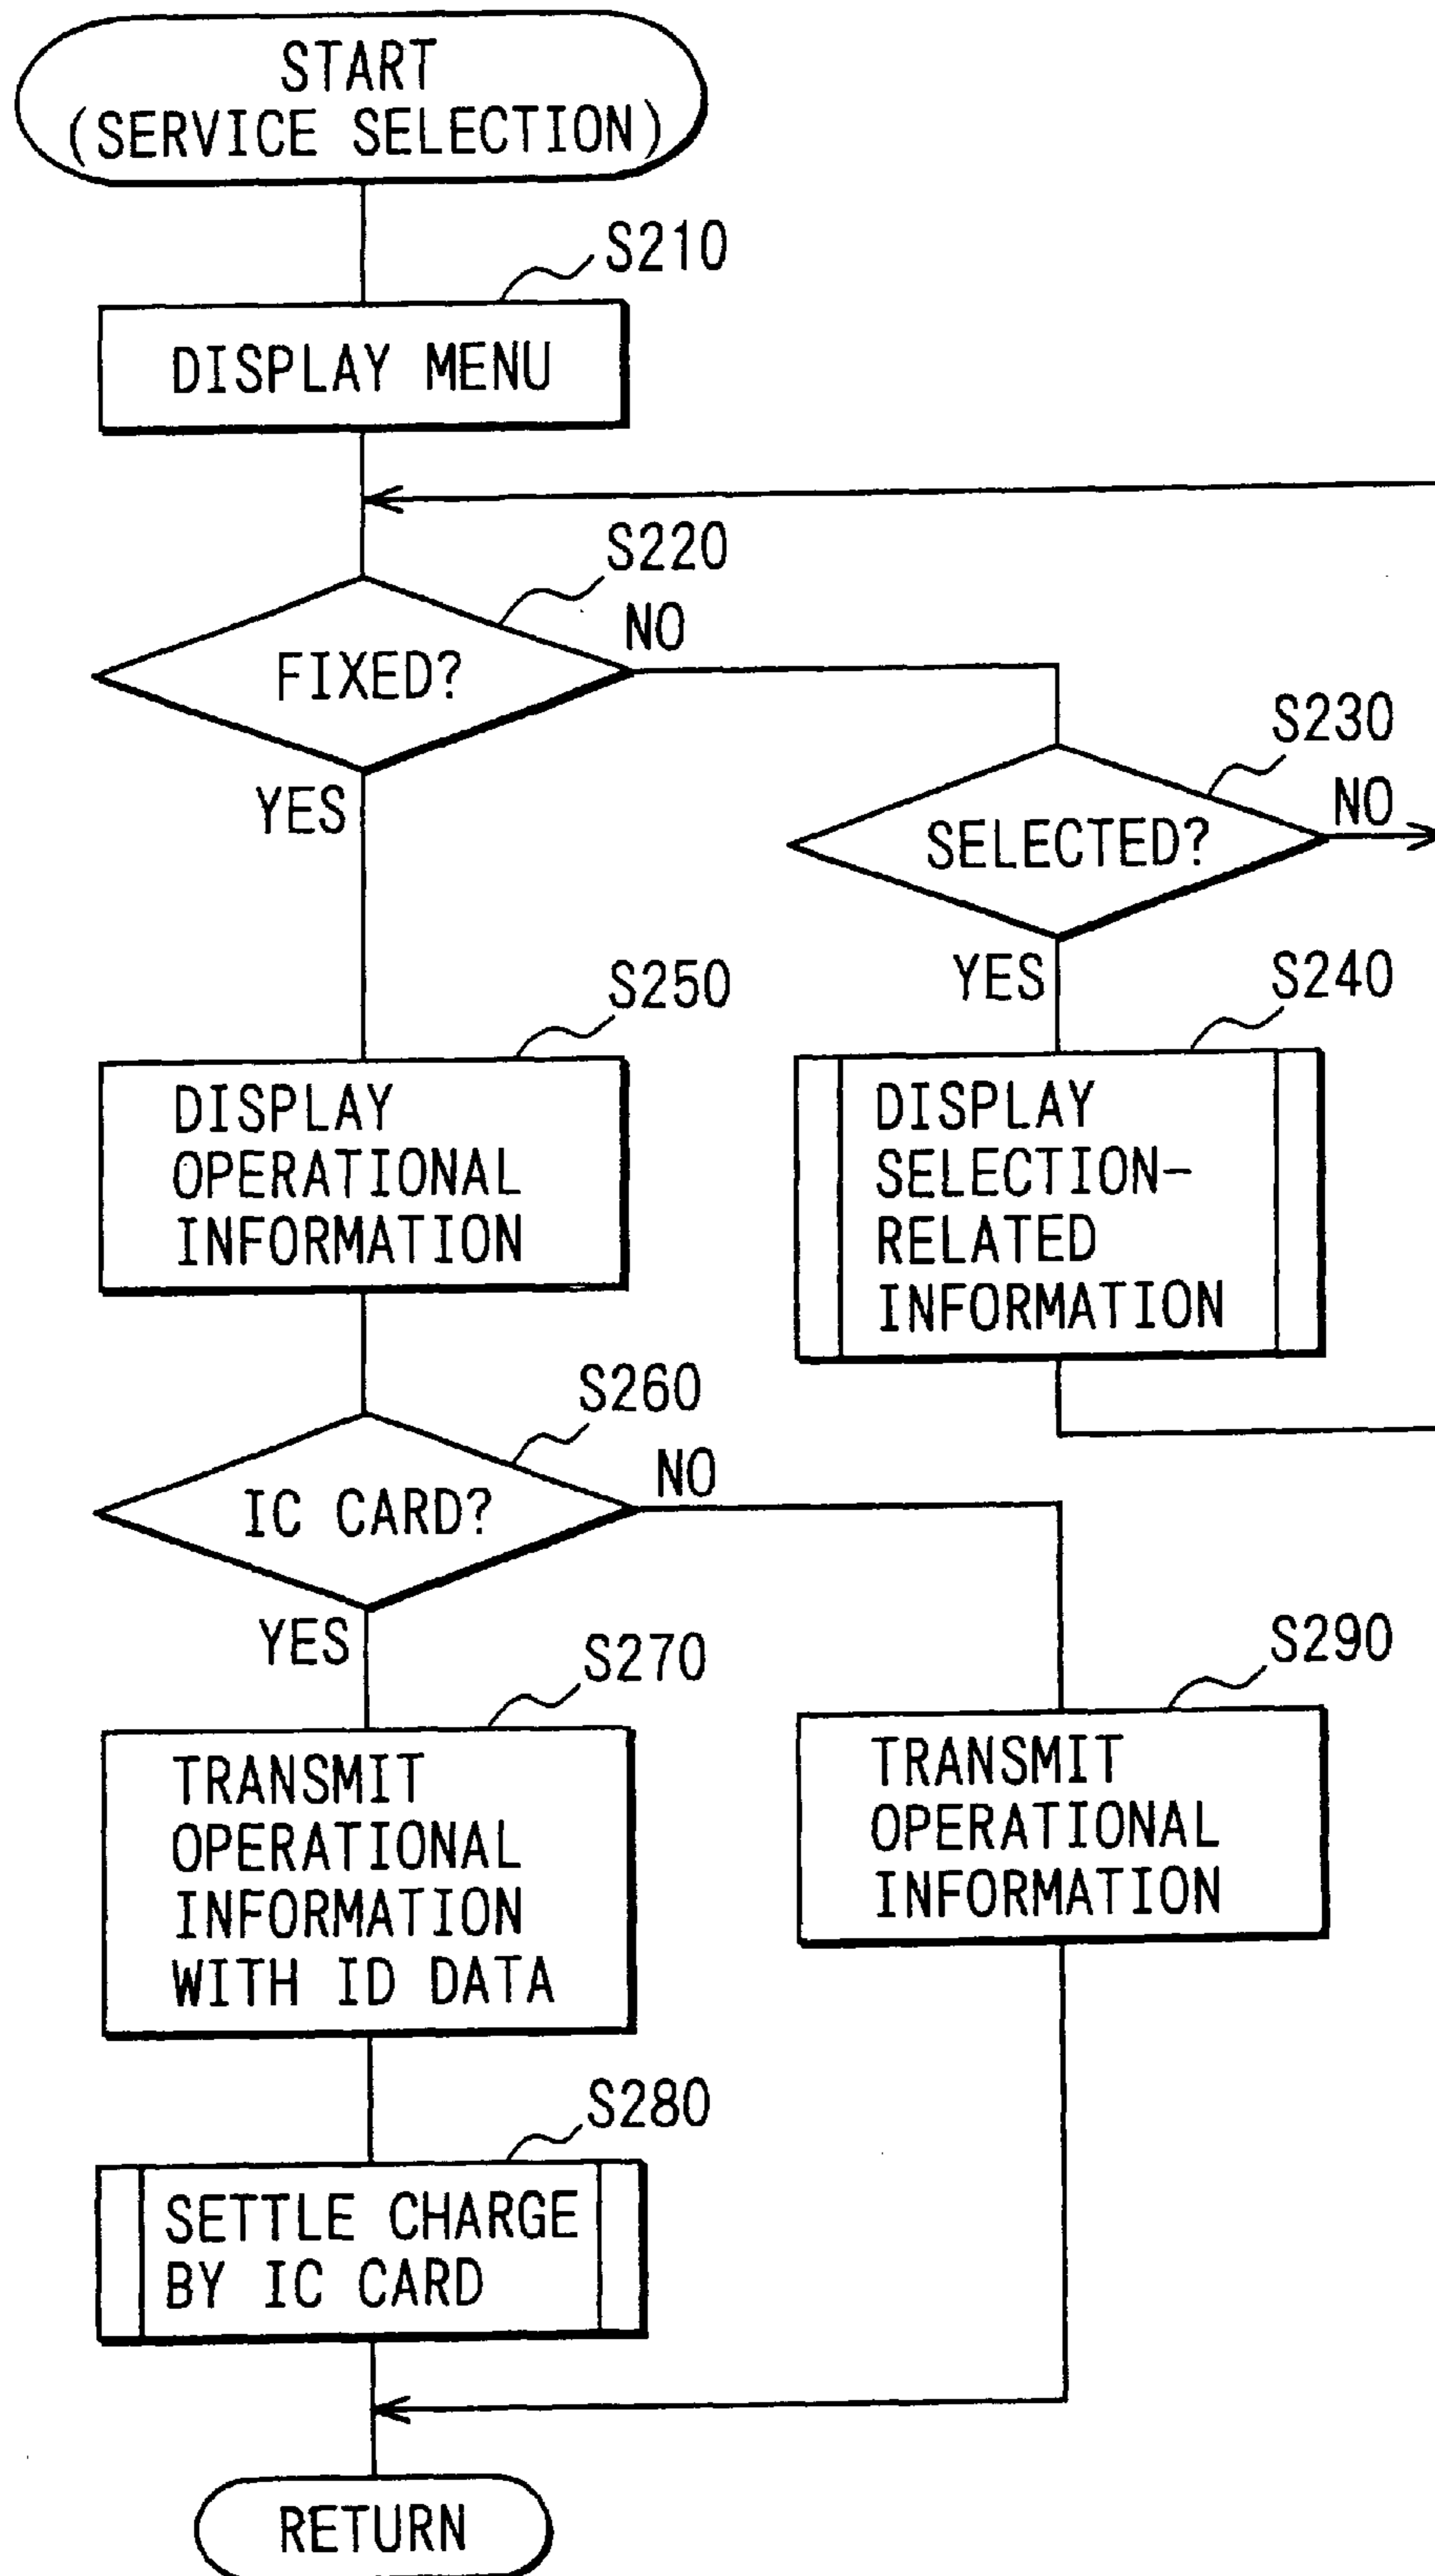 START
(SERVICE SELECTION)
S210
DISPLAY MENU
S220
FIXED?
NO
YES
S230
SELECTED?
NO
YES
S240
DISPLAY
SELECTION-
RELATED
INFORMATION
S250
DISPLAY
OPERATIONAL
INFORMATION
S260
IC CARD?
NO
YES
S270
TRANSMIT
OPERATIONAL
INFORMATION
WITH ID DATA
S290
TRANSMIT
OPERATIONAL
INFORMATION
S280
SETTLE CHARGE
BY IC CARD
RETURN